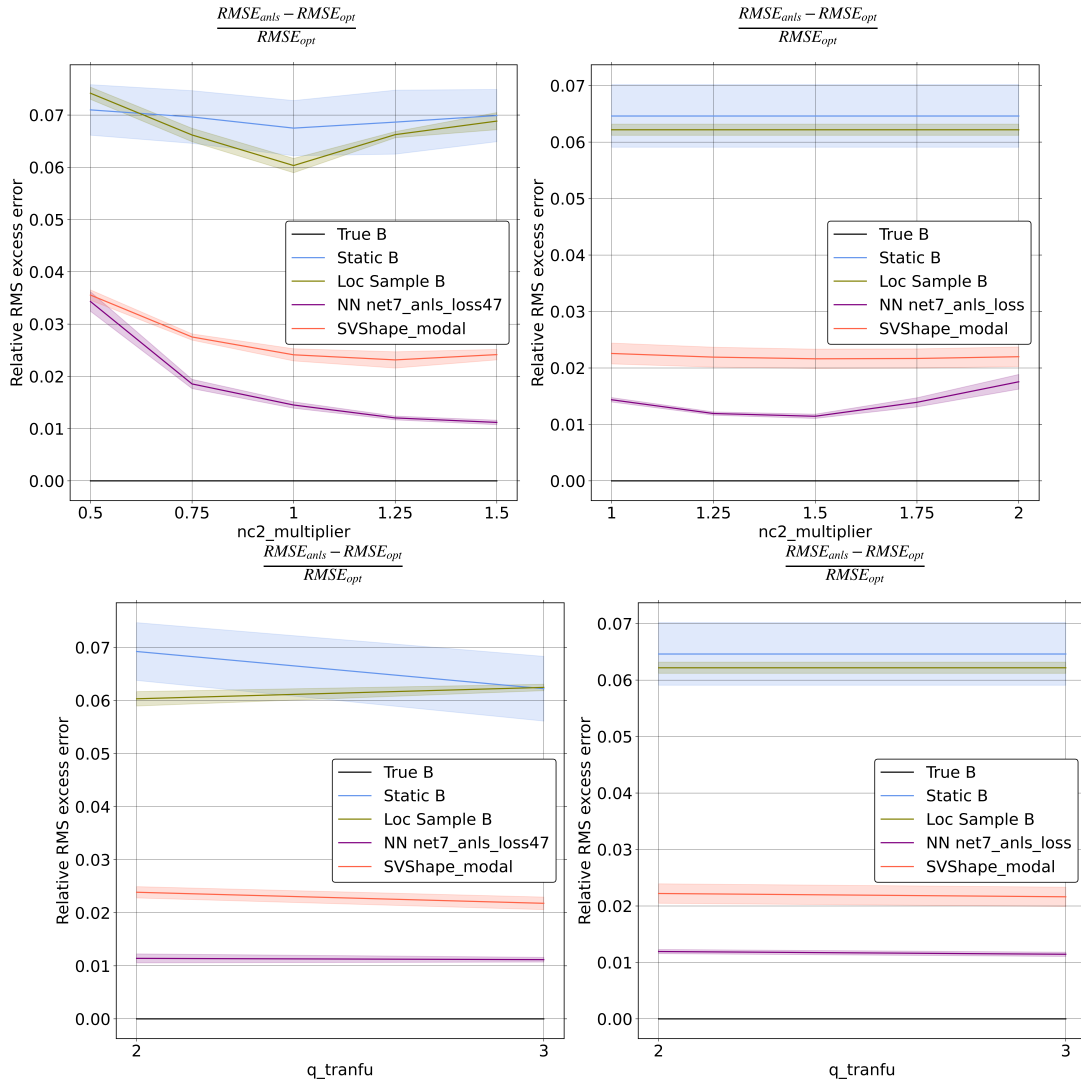 RMSE_anls − RMSE_opt
RMSE_opt
Relative RMS excess error
0.07
0.06
0.05
0.04
0.03
0.02
0.01
0.00
True B
Static B
Loc Sample B
NN net7_anls_loss47
SVShape_modal
0.5 0.75 1 1.25 1.5
nc2_multiplier
RMSE_anls − RMSE_opt
RMSE_opt
Relative RMS excess error
0.07
0.06
0.05
0.04
0.03
0.02
0.01
0.00
True B
Static B
Loc Sample B
NN net7_anls_loss
SVShape_modal
1 1.25 1.5 1.75 2
nc2_multiplier
RMSE_anls − RMSE_opt
RMSE_opt
Relative RMS excess error
0.07
0.06
0.05
0.04
0.03
0.02
0.01
0.00
True B
Static B
Loc Sample B
NN net7_anls_loss47
SVShape_modal
2 3
q_tranfu
RMSE_anls − RMSE_opt
RMSE_opt
Relative RMS excess error
0.07
0.06
0.05
0.04
0.03
0.02
0.01
0.00
True B
Static B
Loc Sample B
NN net7_anls_loss
SVShape_modal
2 3
q_tranfu